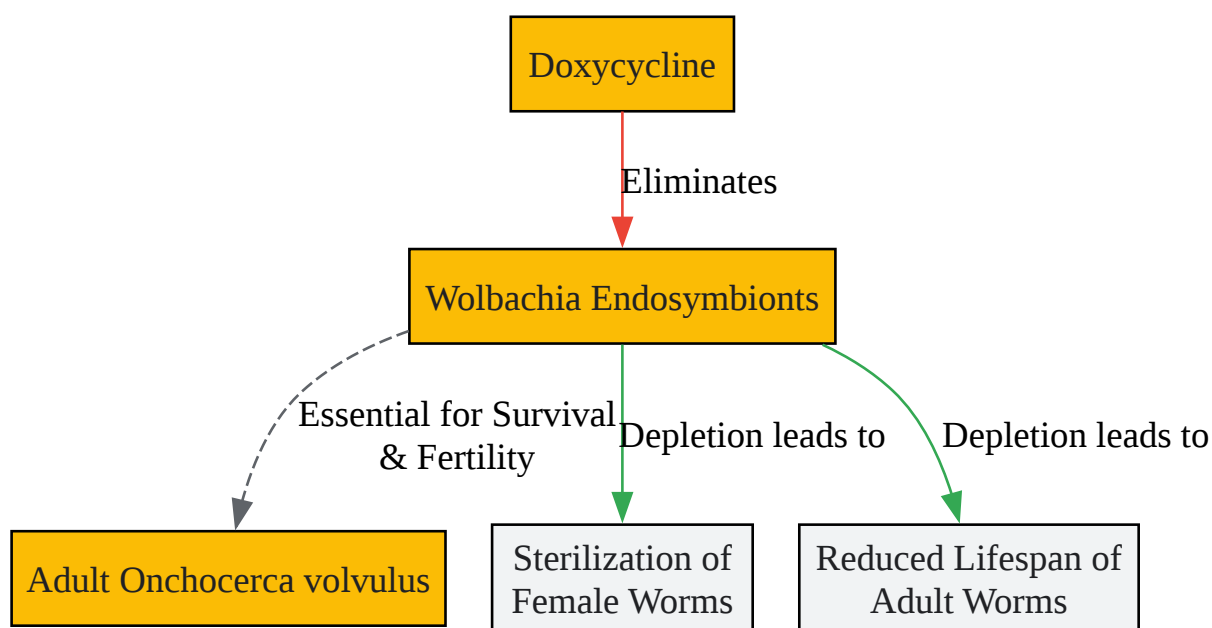 Doxycycline
Eliminates
Wolbachia Endosymbionts
Essential for Survival
& Fertility
Depletion leads to
Depletion leads to
Adult Onchocerca volvulus
Sterilization of
Female Worms
Reduced Lifespan of
Adult Worms